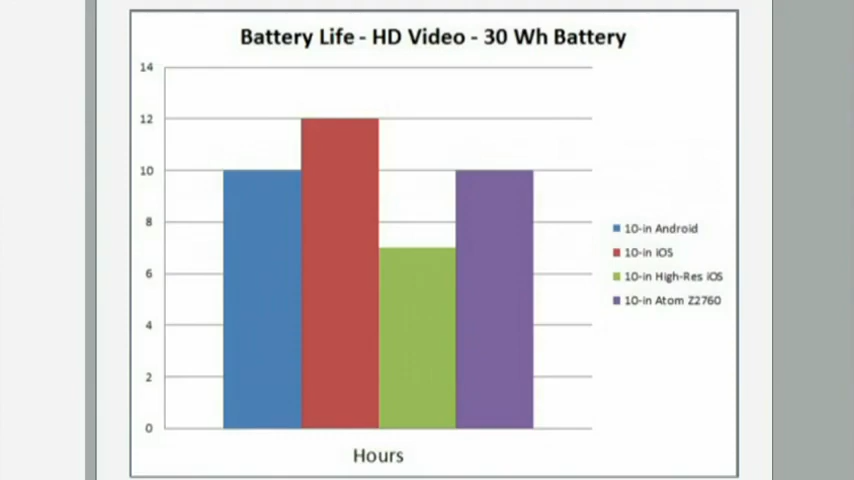 Battery Life - HD Video - 30 Wh Battery
14
12
10
8
6
4
2
0
Hours
10-in Android
10-in iOS
10-in High-Res iOS
10-in Atom Z2760